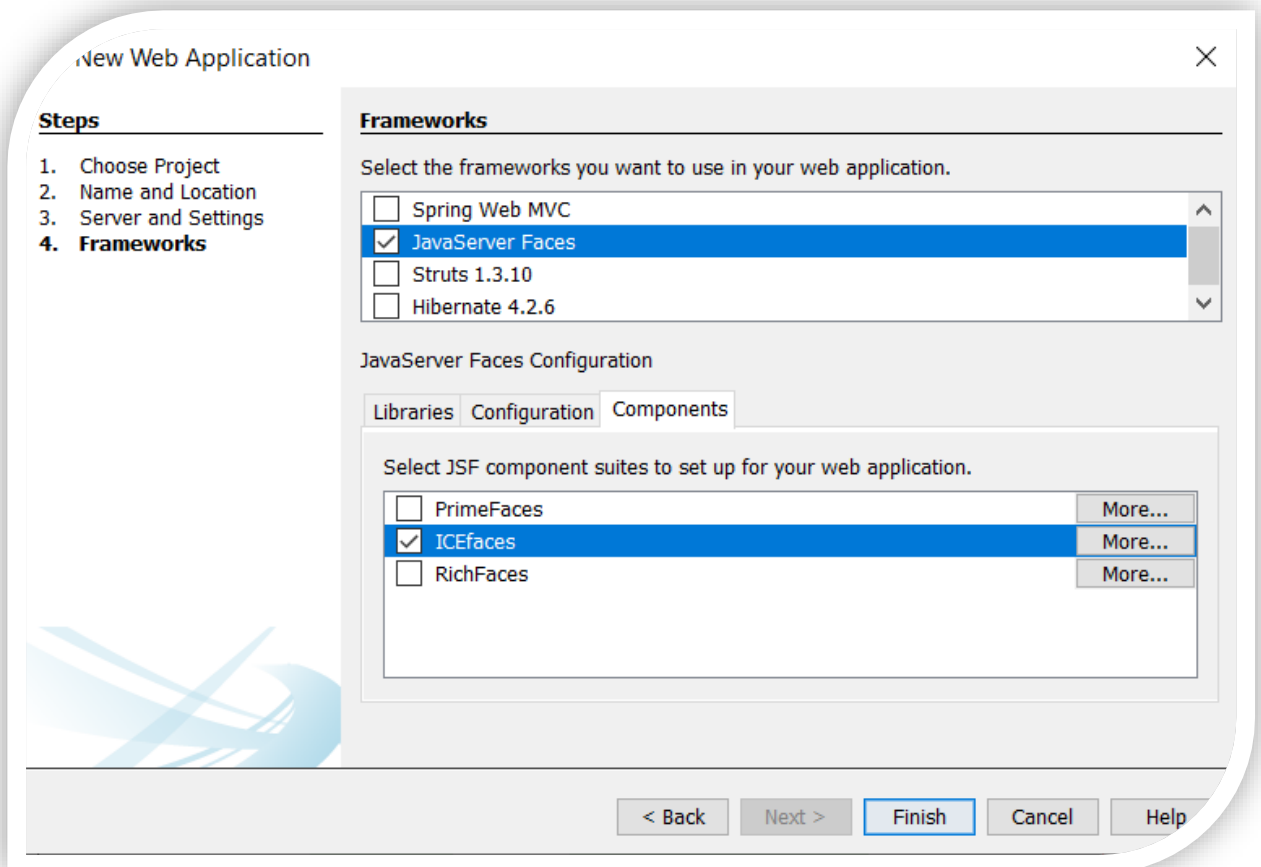 New Web Application
Steps
1. Choose Project
2. Name and Location
3. Server and Settings
4. Frameworks
Frameworks
Select the frameworks you want to use in your web application.
Spring Web MVC
JavaServer Faces
Struts 1.3.10
Hibernate 4.2.6
JavaServer Faces Configuration
Libraries Configuration Components
Select JSF component suites to set up for your web application.
PrimeFaces More...
ICEfaces More...
RichFaces More...
< Back Next > Finish Cancel Help